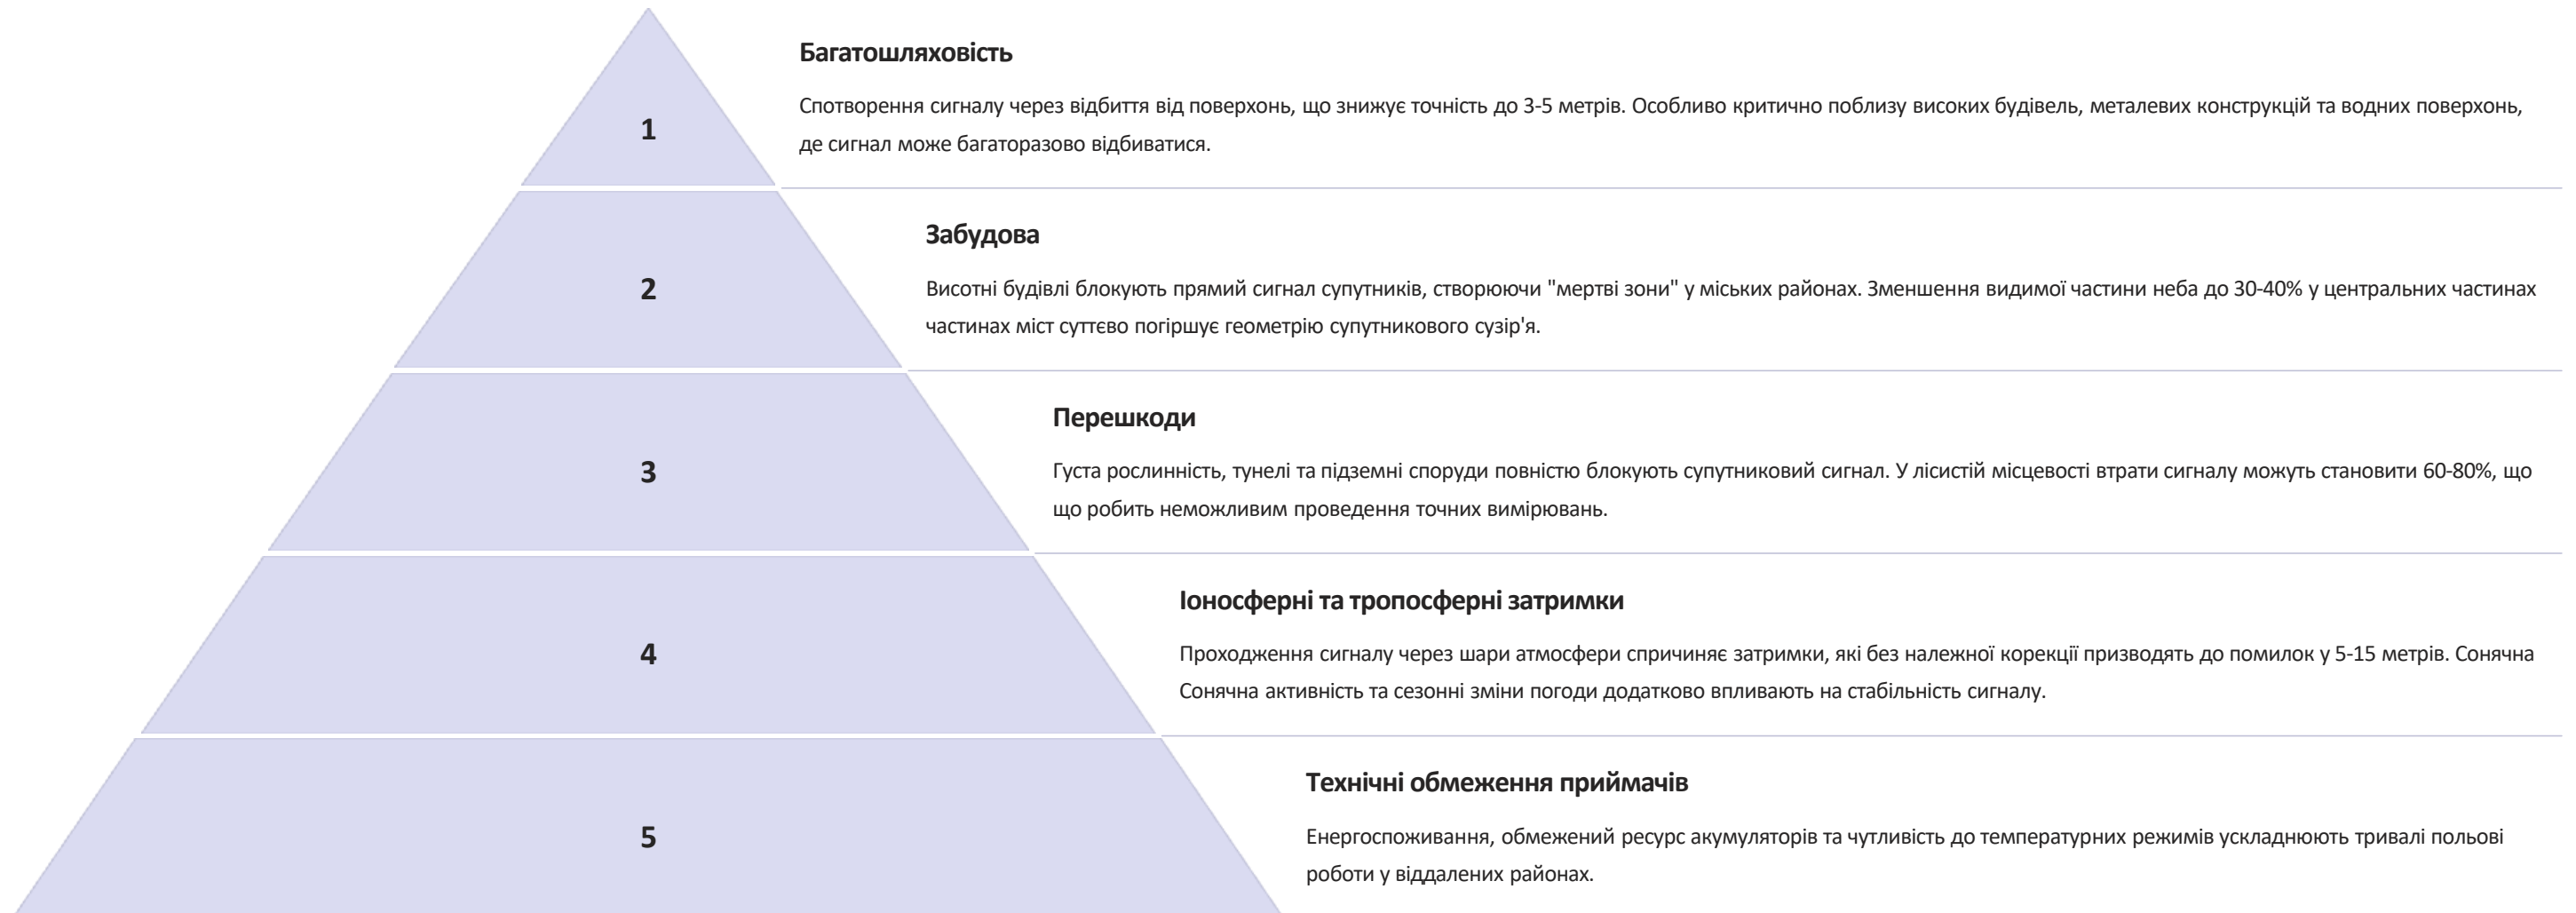 Багатошляховість
1
Спотворення сигналу через відбиття від поверхонь, що знижує точність до 3-5 метрів. Особливо критично поблизу високих будівель, металевих конструкцій та водних поверхонь,
де сигнал може багаторазово відбиватися.
Забудова
2
Висотні будівлі блокують прямий сигнал супутників, створюючи "мертві зони" у міських районах. Зменшення видимої частини неба до 30-40% у центральних частинах
частинах міст суттєво погіршує геометрію супутникового сузір'я.
Перешкоди
3
Густа рослинність, тунелі та підземні споруди повністю блокують супутниковий сигнал. У лісистій місцевості втрати сигналу можуть становити 60-80%, що
що робить неможливим проведення точних вимірювань.
Іоносферні та тропосферні затримки
4
Проходження сигналу через шари атмосфери спричиняє затримки, які без належної корекції призводять до помилок у 5-15 метрів. Сонячна
Сонячна активність та сезонні зміни погоди додатково впливають на стабільність сигналу.
Технічні обмеження приймачів
5
Енергоспоживання, обмежений ресурс акумуляторів та чутливість до температурних режимів ускладнюють тривалі польові
роботи у віддалених районах.